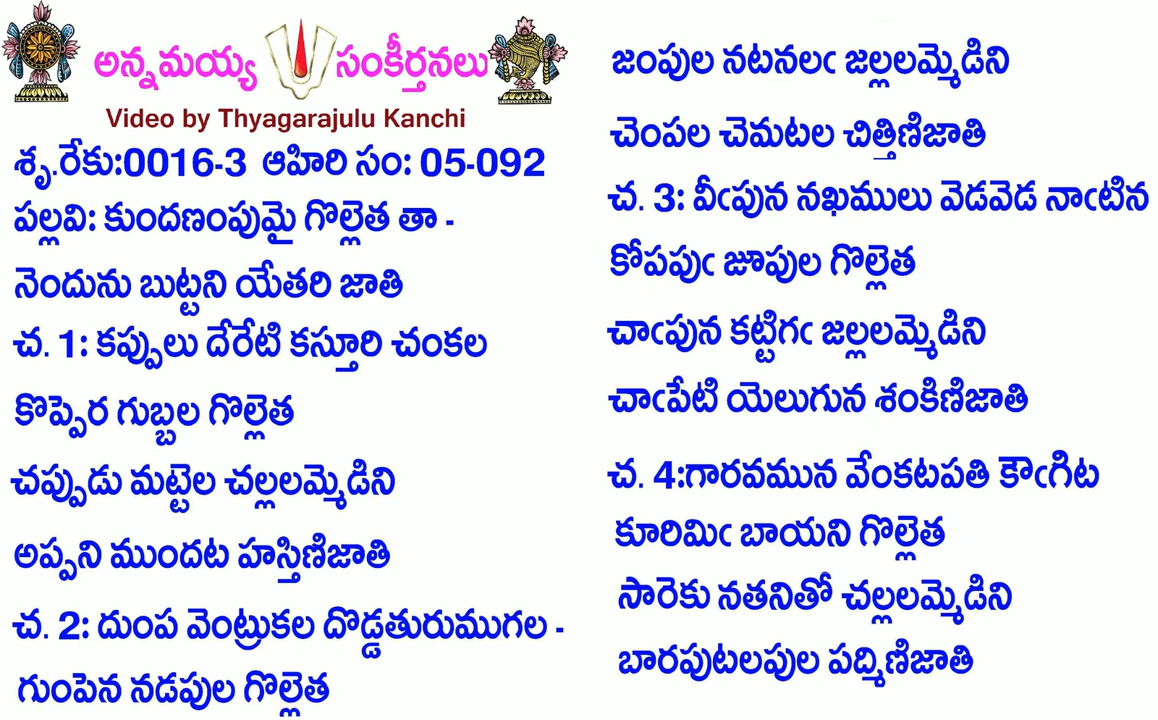 అన్నమయ్య సంకీర్తనలు
Video by Thyagarajulu Kanchi
శృ.రేకు:0016-3 ఆహిరి సం: 05-092
పల్లవి: కుందణంపుమై గొల్లెత తా -
నెందును బుట్టని యేతరి జాతి
చ. 1: కప్పులు దేరేటి కస్తూరి చంకల
కొప్పెర గుబ్బల గొల్లెత
చప్పుడు మట్టెల చల్లలమ్మెడిని
అప్పని ముందట హస్తిణిజాతి
చ. 2: దుంప వెంట్రుకల దొడ్డతురుముగల -
గుంపెన నడపుల గొల్లెత
జంపుల నటనలఁ జల్లలమ్మెడిని
చెంపల చెమటల చిత్తిణిజాతి
చ. 3: వీఁపున నఖములు వెడవెడ నాఁటిన
కోపపుఁ జూపుల గొల్లెత
చాఁపున కట్టిగఁ జల్లలమ్మెడిని
చాఁపేటి యెలుగున శంకిణిజాతి
చ. 4:గారవమున వేంకటపతి కౌఁగిట
కూరిమిఁ బాయని గొల్లెత
సారెకు నతనితో చల్లలమ్మెడిని
బారపుటలపుల పద్మిణిజాతి